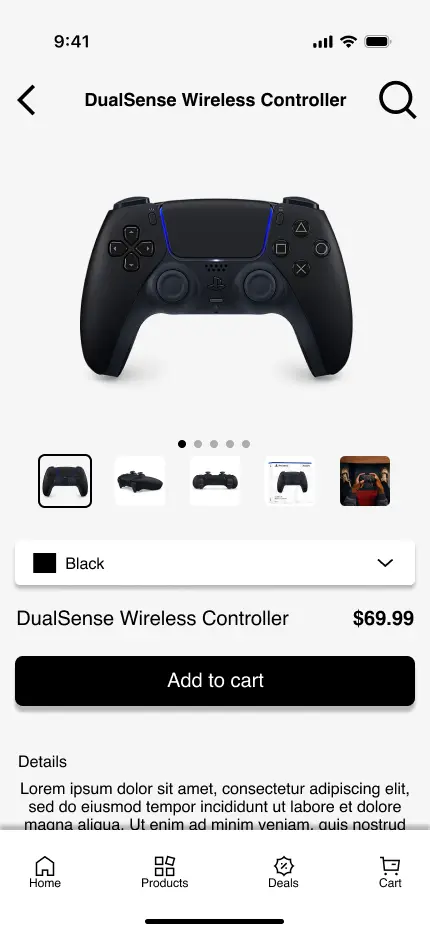 9:41
DualSense Wireless Controller
Black
DualSense Wireless Controller
$69.99
Add to cart
Details
Lorem ipsum dolor sit amet, consectetur adipiscing elit,
sed do eiusmod tempor incididunt ut labore et dolore
magna aliqua. Ut enim ad minim veniam, quis nostrud
Home
Products
Deals
Cart